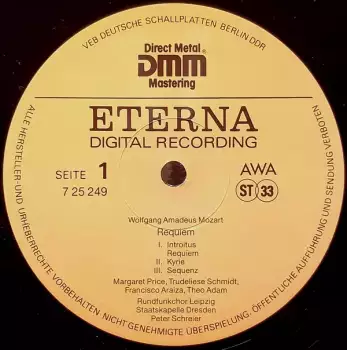 VEB DEUTSCHE SCHALLPLATTEN BERLIN DDR
Direct Metal
DMM®
Mastering
ETERNA
DIGITAL RECORDING
SEITE 1
7 25 249
AWA
ST 33
Wolfgang Amadeus Mozart
Requiem
I. Introitus
Requiem
II. Kyrie
III. Sequenz
Margaret Price, Trudeliese Schmidt,
Francisco Araiza, Theo Adam
Rundfunkchor Leipzig
Staatskapelle Dresden
Peter Schreier
ALLE HERSTELLER- UND URHEBERRECHTE VORBEHALTEN · NICHT GENEHMIGTE ÜBERSPIELUNG · ÖFFENTLICHE AUFFÜHRUNG UND SENDUNG VERBOTEN